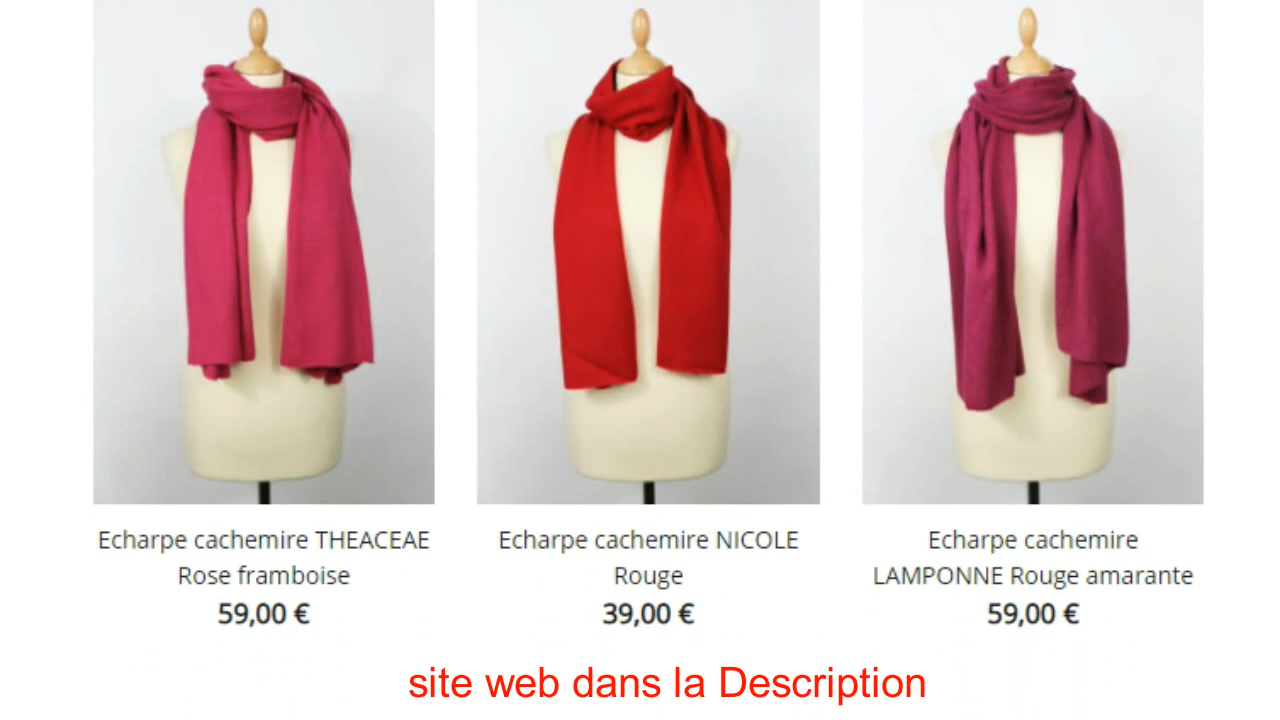 Echarpe cachemire THEACEAE
Rose framboise
59,00 €
Echarpe cachemire NICOLE
Rouge
39,00 €
Echarpe cachemire
LAMPONNE Rouge amarante
59,00 €
site web dans la Description